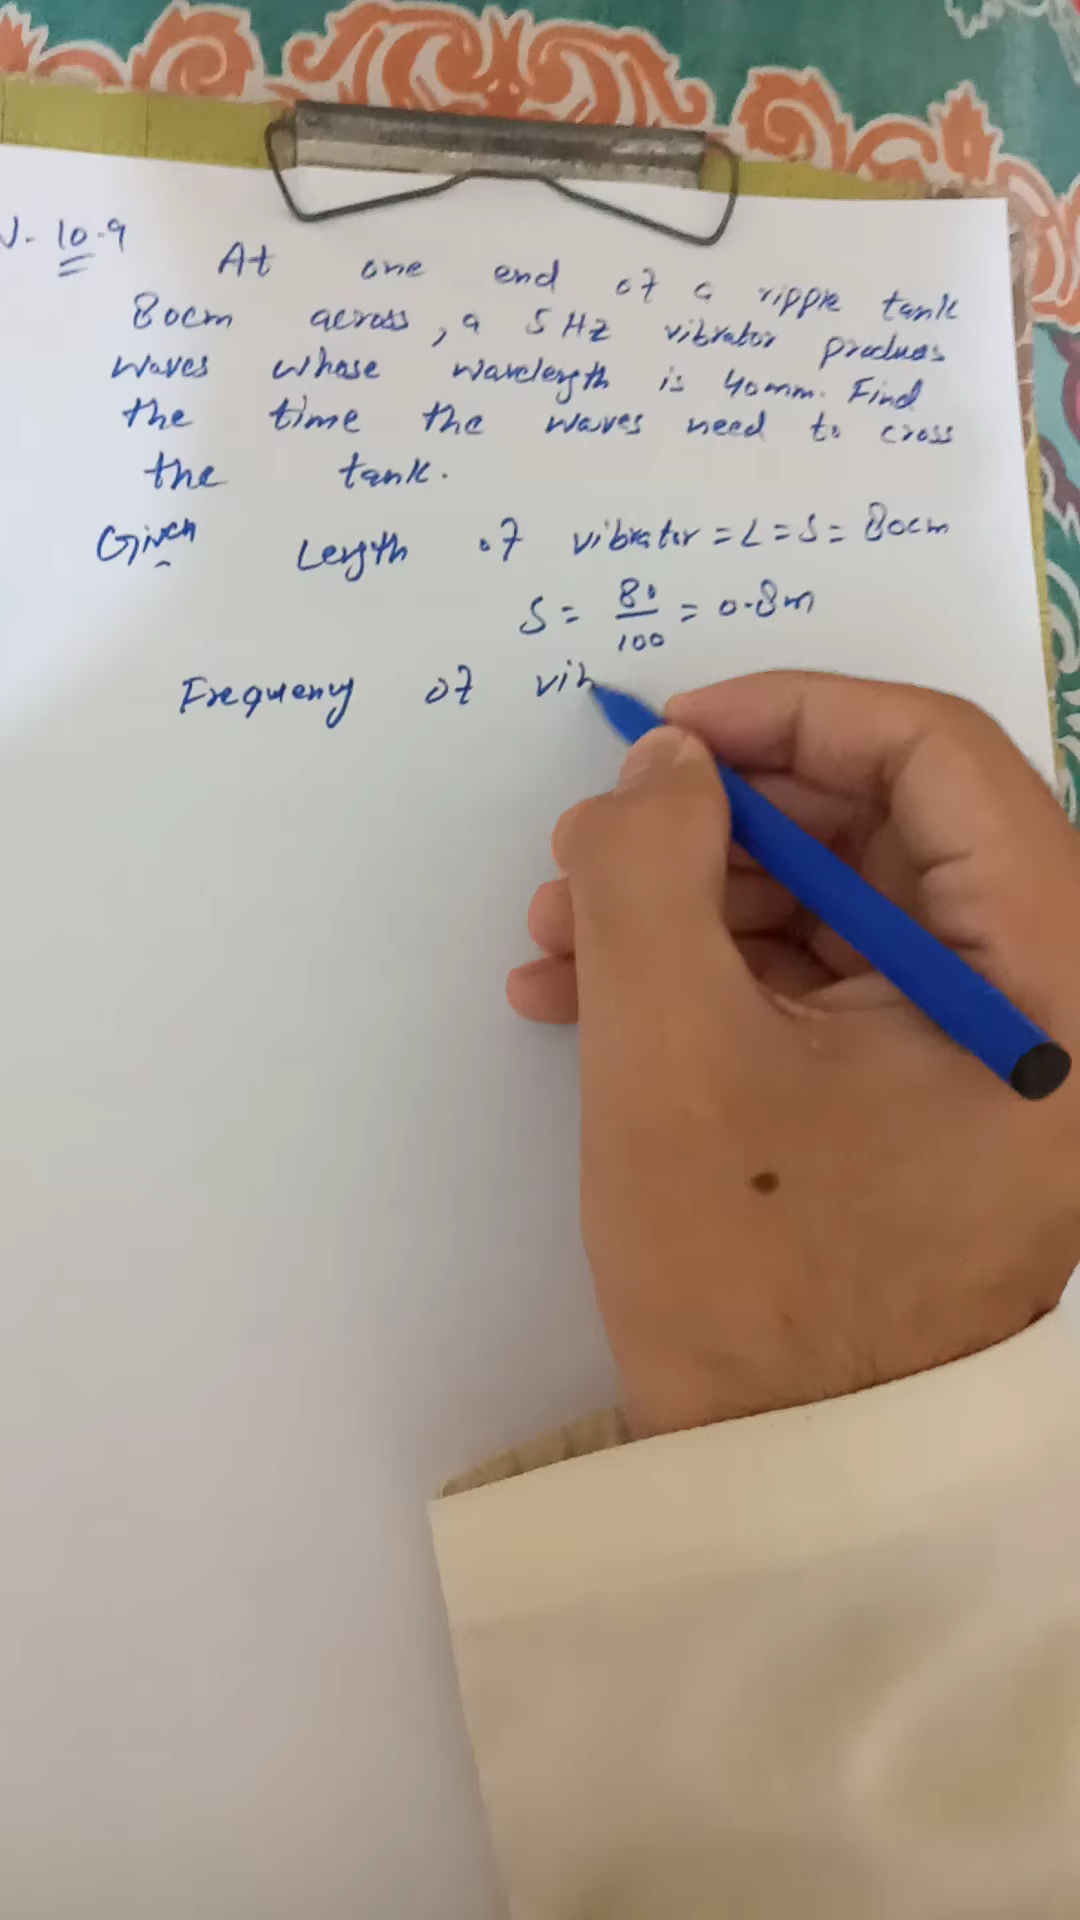 J. 10.9 At one end of a ripple tank
80cm across, a 5 Hz vibrator produces
waves whose wavelength is 40mm. Find
the time the waves need to cross
the tank.
Given Length of vibrator = L = S = 80cm
S = 80/100 = 0.8m
Frequency of vib